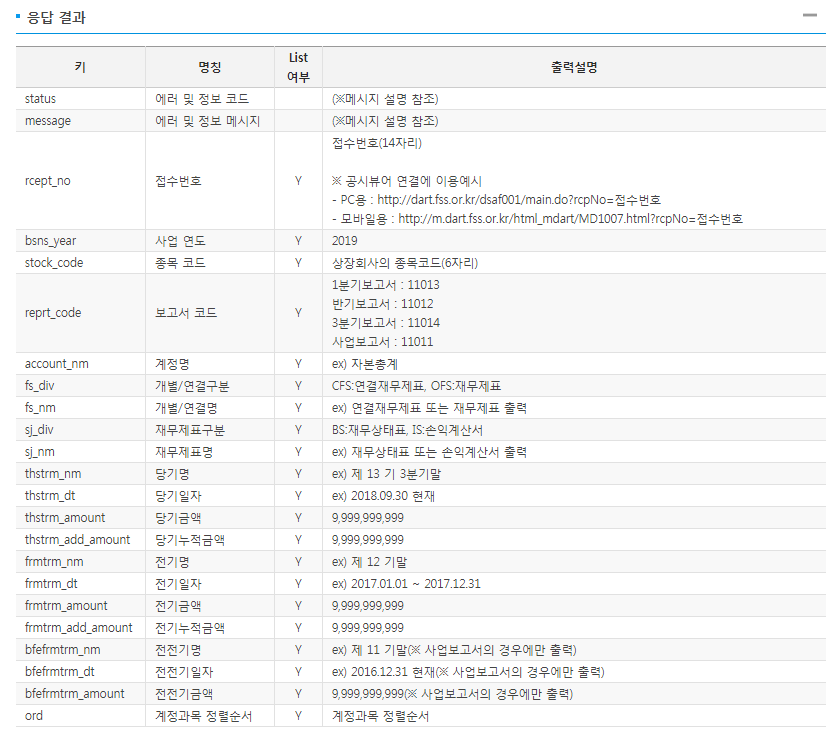 응답 결과
키 명칭 List 여부 출력설명
status 에러 및 정보 코드 (※메시지 설명 참조)
message 에러 및 정보 메시지 (※메시지 설명 참조)
rcept_no 접수번호 Y 접수번호(14자리)
※ 공시뷰어 연결에 이용예시
- PC용 : http://dart.fss.or.kr/dsaf001/main.do?rcpNo=접수번호
- 모바일용 : http://m.dart.fss.or.kr/html_mdart/MD1007.html?rcpNo=접수번호
bsns_year 사업 연도 Y 2019
stock_code 종목 코드 Y 상장회사의 종목코드(6자리)
reprt_code 보고서 코드 Y 1분기보고서 : 11013
반기보고서 : 11012
3분기보고서 : 11014
사업보고서 : 11011
account_nm 계정명 Y ex) 자본총계
fs_div 개별/연결구분 Y CFS:연결재무제표, OFS:재무제표
fs_nm 개별/연결명 Y ex) 연결재무제표 또는 재무제표 출력
sj_div 재무제표구분 Y BS:재무상태표, IS:손익계산서
sj_nm 재무제표명 Y ex) 재무상태표 또는 손익계산서 출력
thstrm_nm 당기명 Y ex) 제 13 기 3분기말
thstrm_dt 당기일자 Y ex) 2018.09.30 현재
thstrm_amount 당기금액 Y 9,999,999,999
thstrm_add_amount 당기누적금액 Y 9,999,999,999
frmtrm_nm 전기명 Y ex) 제 12 기말
frmtrm_dt 전기일자 Y ex) 2017.01.01 ~ 2017.12.31
frmtrm_amount 전기금액 Y 9,999,999,999
frmtrm_add_amount 전기누적금액 Y 9,999,999,999
bfefrmtrm_nm 전전기명 Y ex) 제 11 기말(※ 사업보고서의 경우에만 출력)
bfefrmtrm_dt 전전기일자 Y ex) 2016.12.31 현재(※ 사업보고서의 경우에만 출력)
bfefrmtrm_amount 전전기금액 Y 9,999,999,999(※ 사업보고서의 경우에만 출력)
ord 계정과목 정렬순서 Y 계정과목 정렬순서